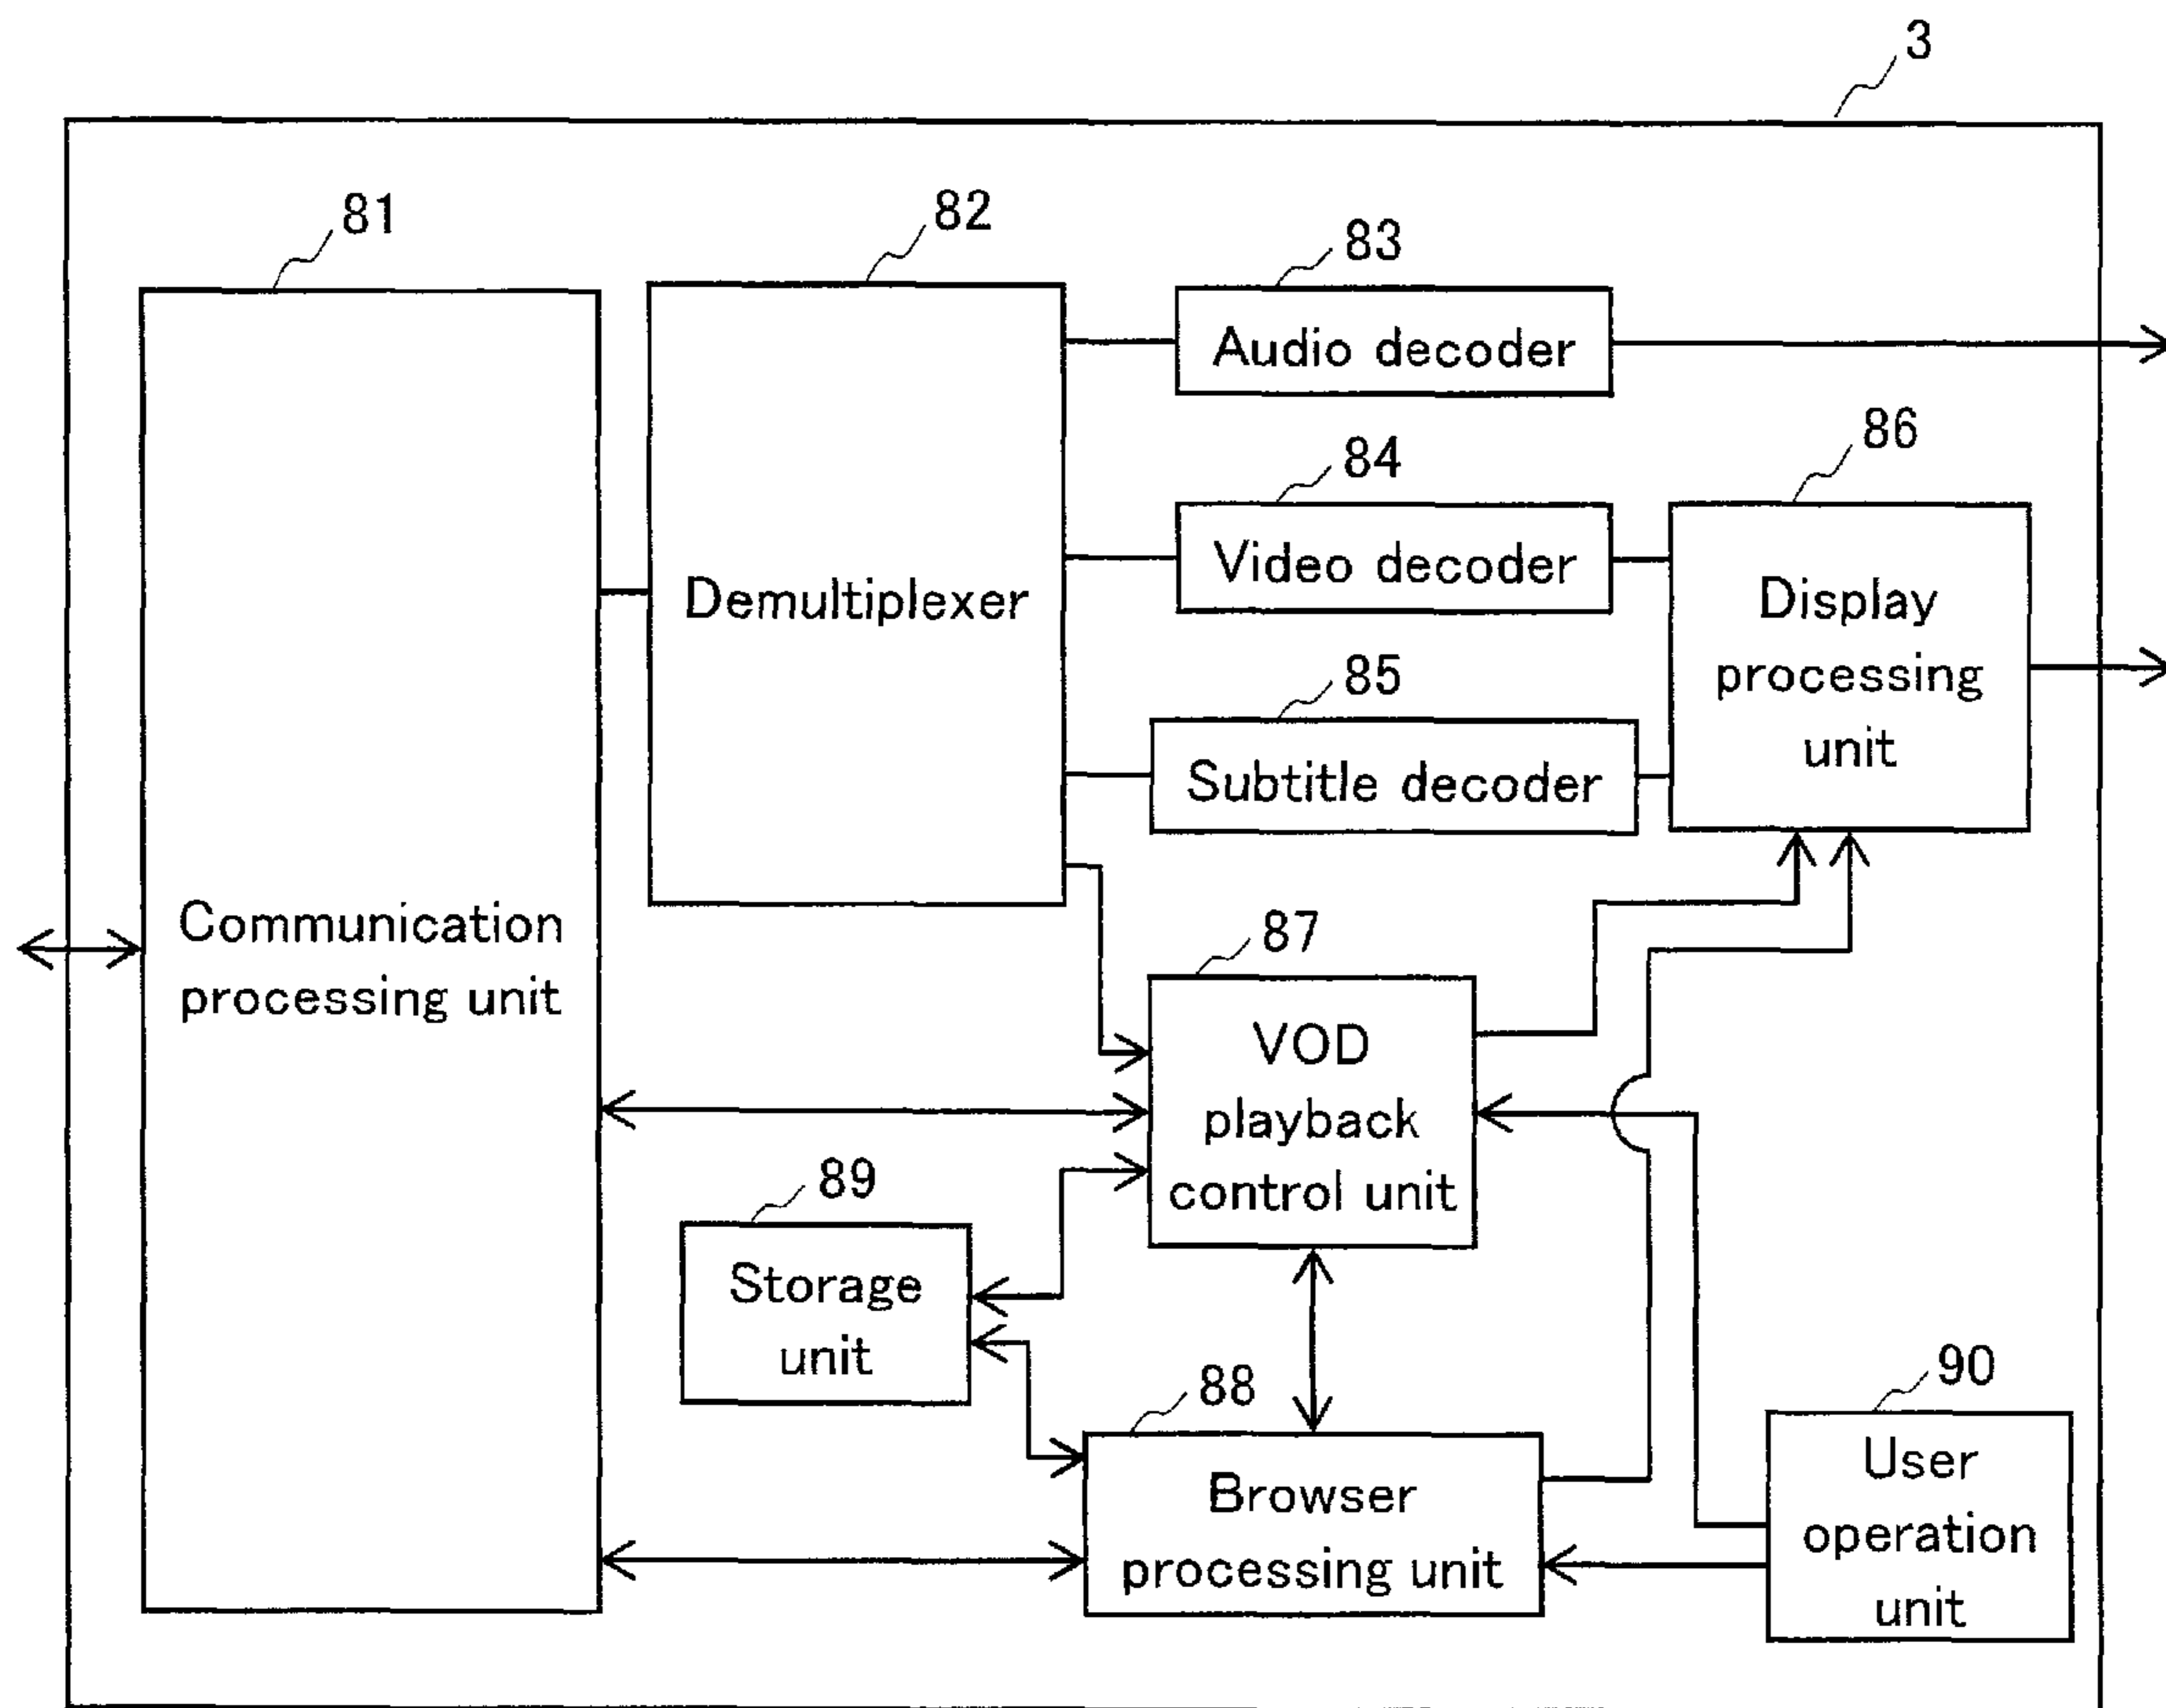 3
81
82
83
Audio decoder
84
Video decoder
85
Subtitle decoder
86
Display
processing
unit
Demultiplexer
Communication
processing unit
87
VOD
playback
control unit
89
Storage
unit
88
Browser
processing unit
90
User
operation
unit